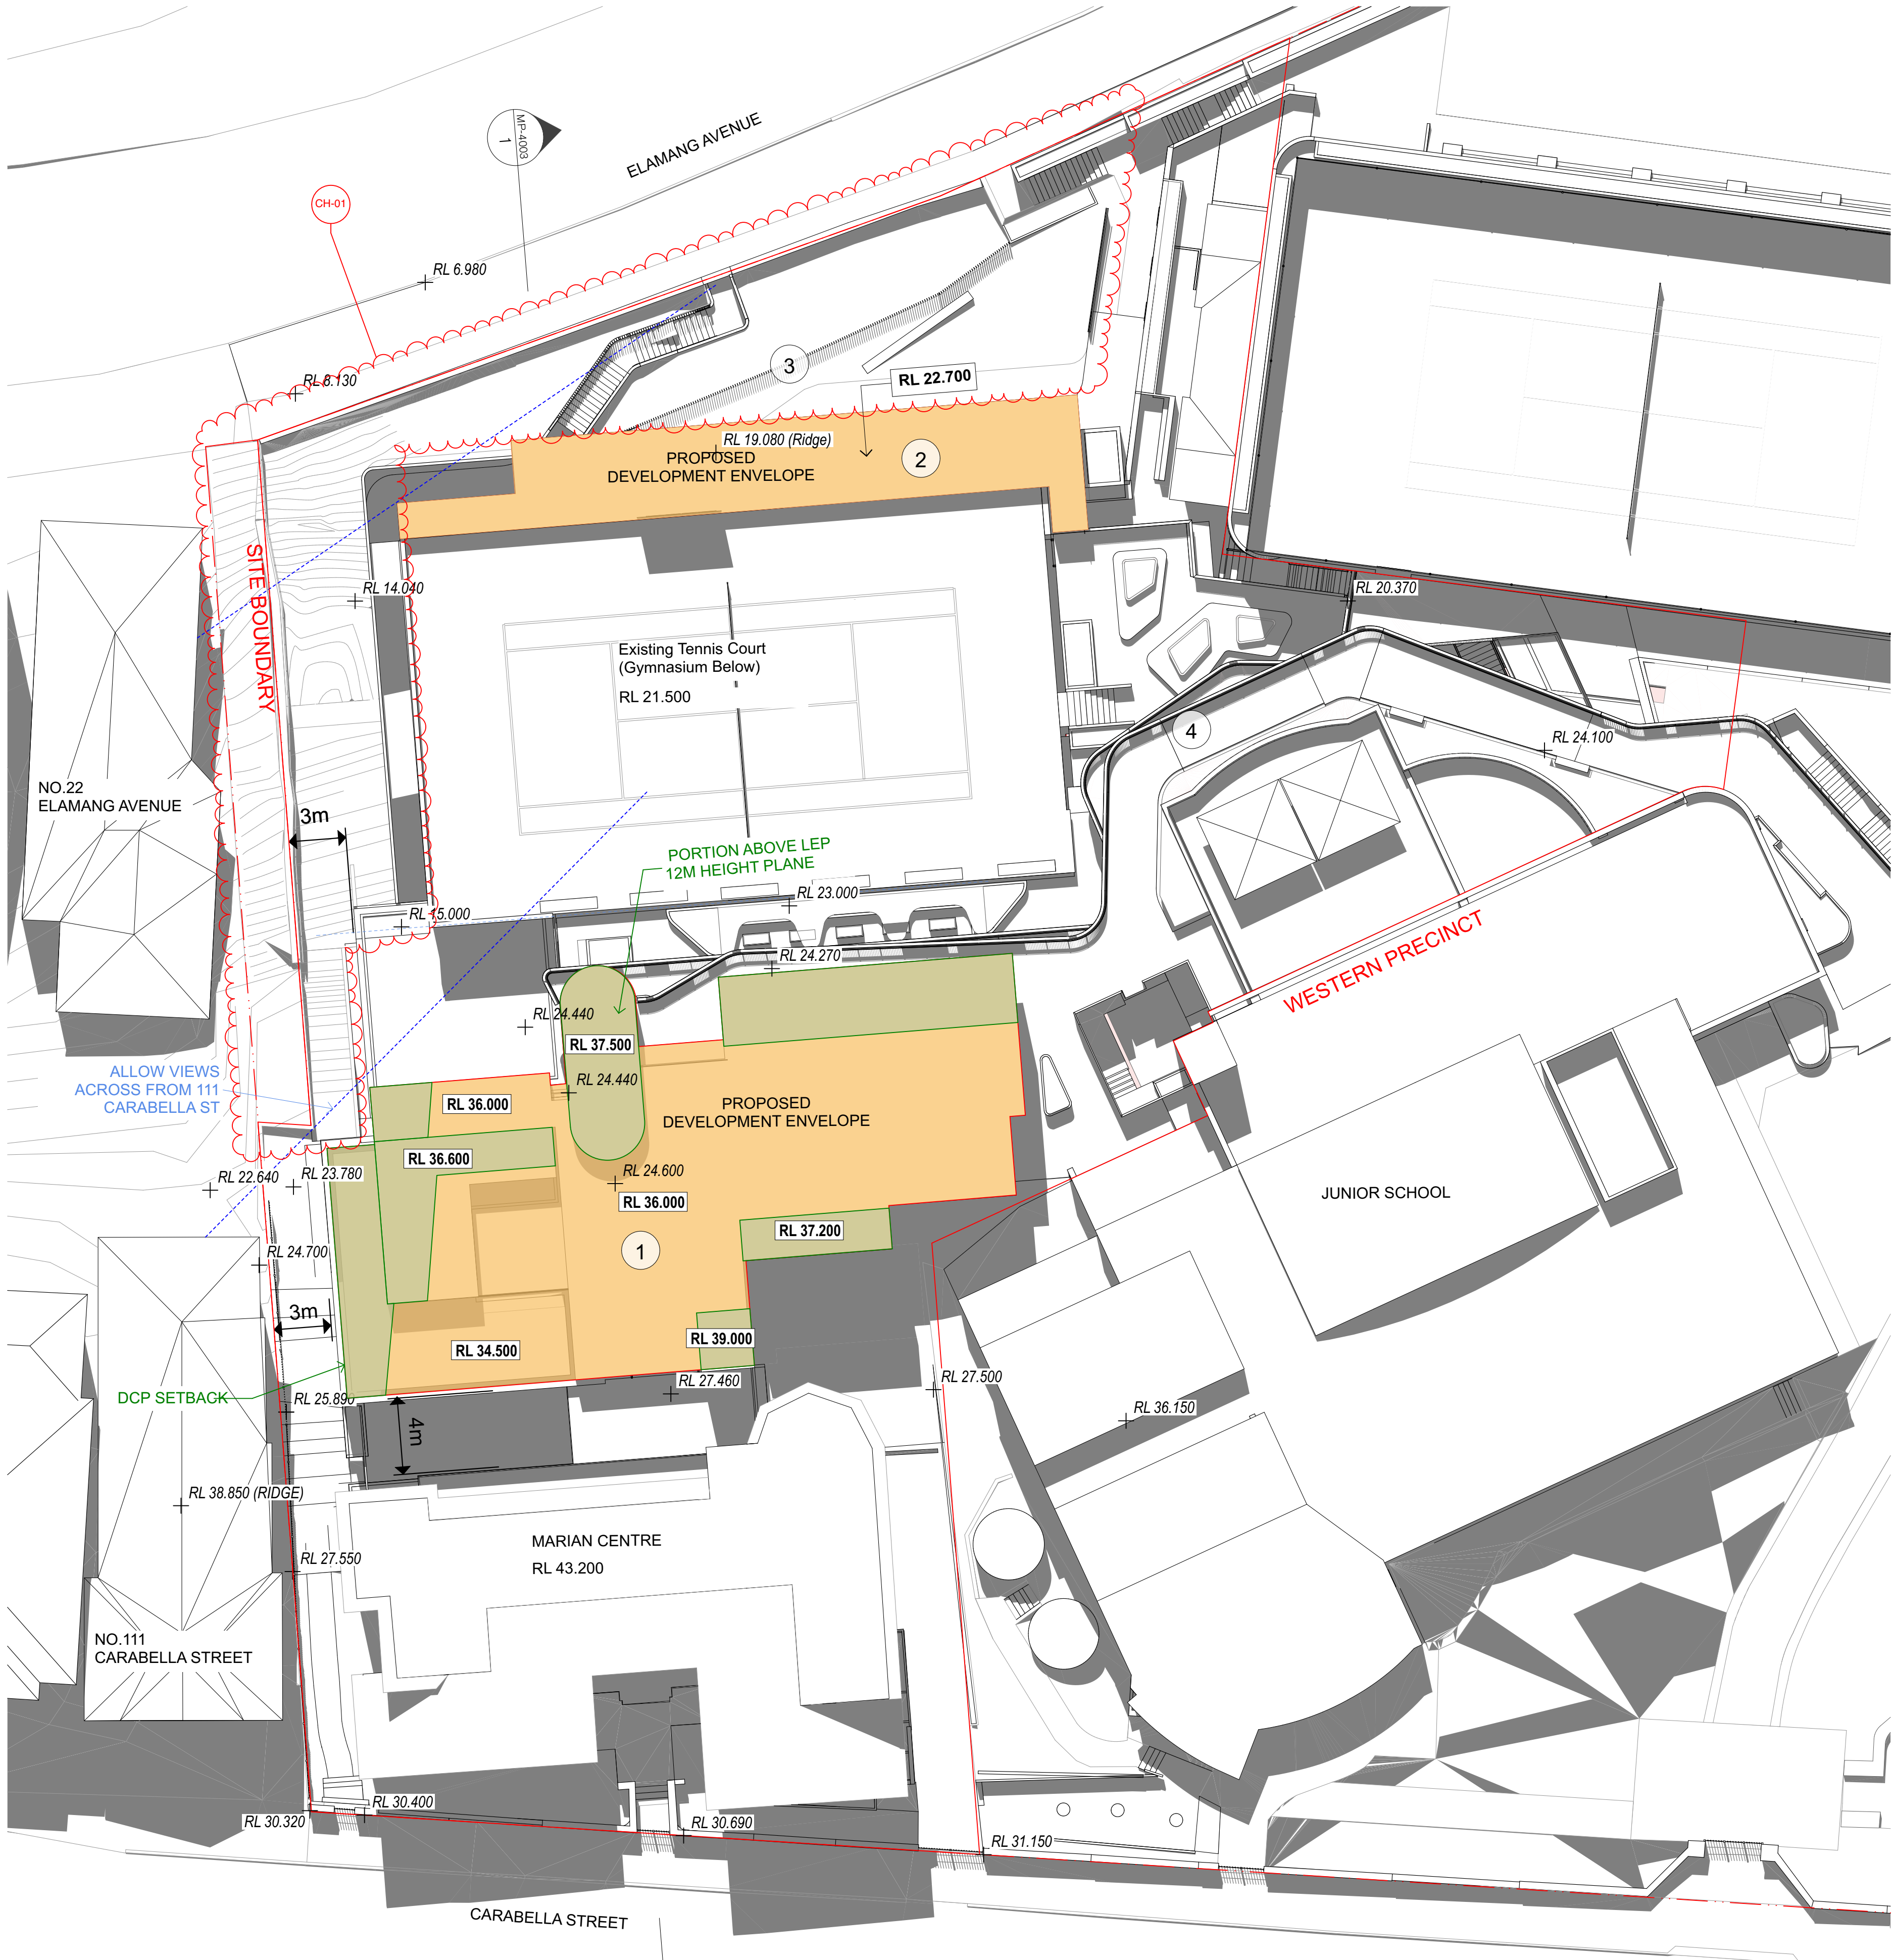 ELAMANG AVENUE
MP-4003
1
CH-01
RL 6.980
RL 8.130
3
RL 22.700
RL 19.080 (Ridge)
2
PROPOSED
DEVELOPMENT ENVELOPE
SITE BOUNDARY
RL 14.040
RL 20.370
Existing Tennis Court
(Gymnasium Below)
RL 21.500
4
RL 24.100
NO.22
ELAMANG AVENUE
3m
PORTION ABOVE LEP
12M HEIGHT PLANE
RL 23.000
RL 15.000
WESTERN PRECINCT
RL 24.270
RL 24.440
RL 37.500
RL 24.440
ALLOW VIEWS
ACROSS FROM 111
CARABELLA ST
RL 36.000
PROPOSED
DEVELOPMENT ENVELOPE
RL 36.600
RL 22.640
RL 23.780
RL 24.600
RL 36.000
JUNIOR SCHOOL
RL 37.200
1
RL 24.700
3m
RL 39.000
RL 34.500
RL 27.460
RL 27.500
DCP SETBACK
RL 25.890
4m
RL 36.150
RL 38.850 (RIDGE)
MARIAN CENTRE
RL 43.200
RL 27.550
NO.111
CARABELLA STREET
RL 30.400
RL 30.320
RL 30.690
RL 31.150
CARABELLA STREET